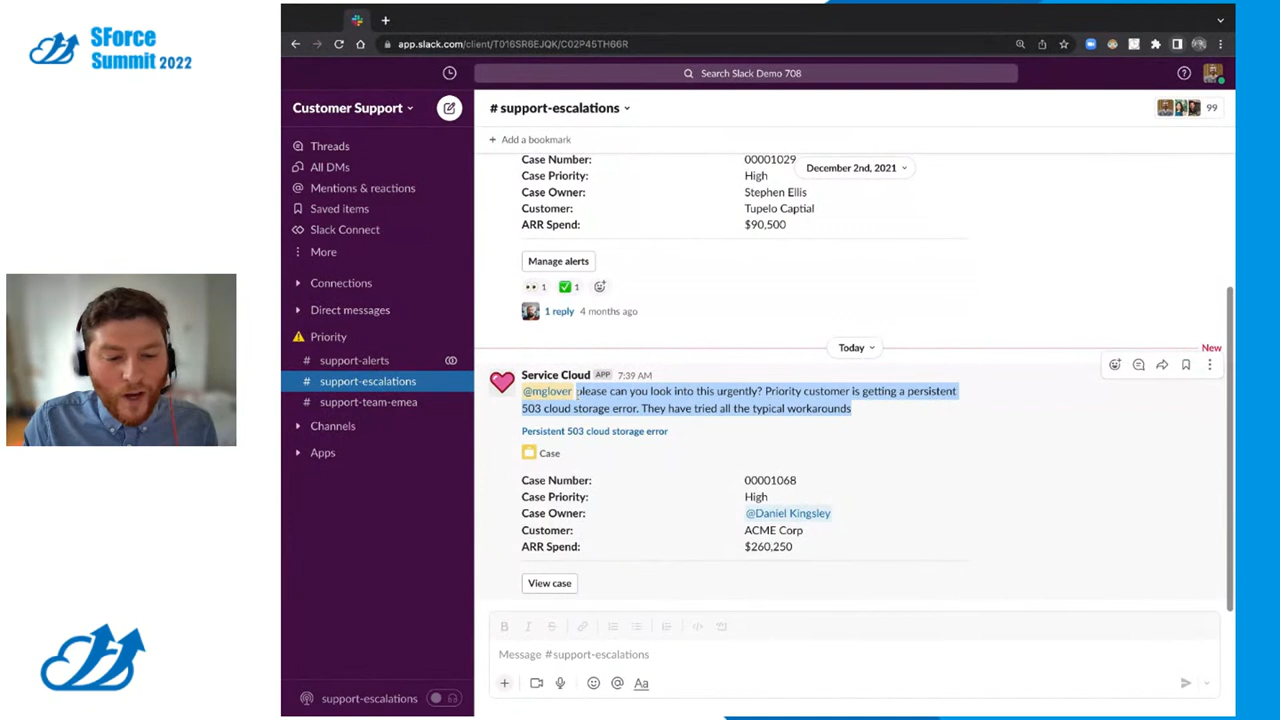 SForce
Summit 2022
app.slack.com/client/T016SR6EJQK/C02P45TH66R
Search Slack Demo 708
Customer Support
Threads
All DMs
Mentions & reactions
Saved items
Slack Connect
More
Connections
Direct messages
Priority
# support-alerts
# support-escalations
# support-team-emea
Channels
Apps
support-escalations
# support-escalations
99
+ Add a bookmark
December 2nd, 2021
Case Number: 00001029
Case Priority: High
Case Owner: Stephen Ellis
Customer: Tupelo Captial
ARR Spend: $90,500
Manage alerts
1 1
1 reply 4 months ago
Today
New
Service Cloud APP 7:39 AM
@mglover please can you look into this urgently? Priority customer is getting a persistent
503 cloud storage error. They have tried all the typical workarounds
Persistent 503 cloud storage error
Case
Case Number: 00001068
Case Priority: High
Case Owner: @Daniel Kingsley
Customer: ACME Corp
ARR Spend: $260,250
View case
B I S
Message #support-escalations
+ @ Aa